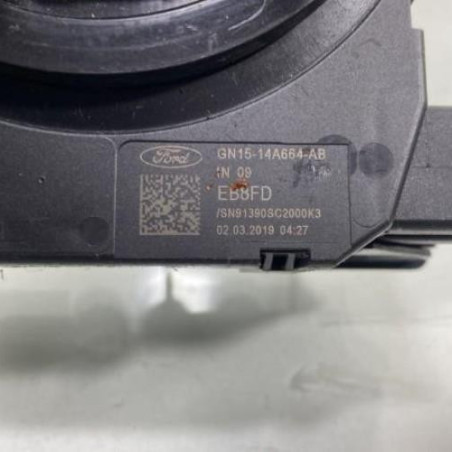 Ford
GN15-14A664-AB
IN 09
EB8FD
/SN91390SC2000K3
02.03.2019 04:27